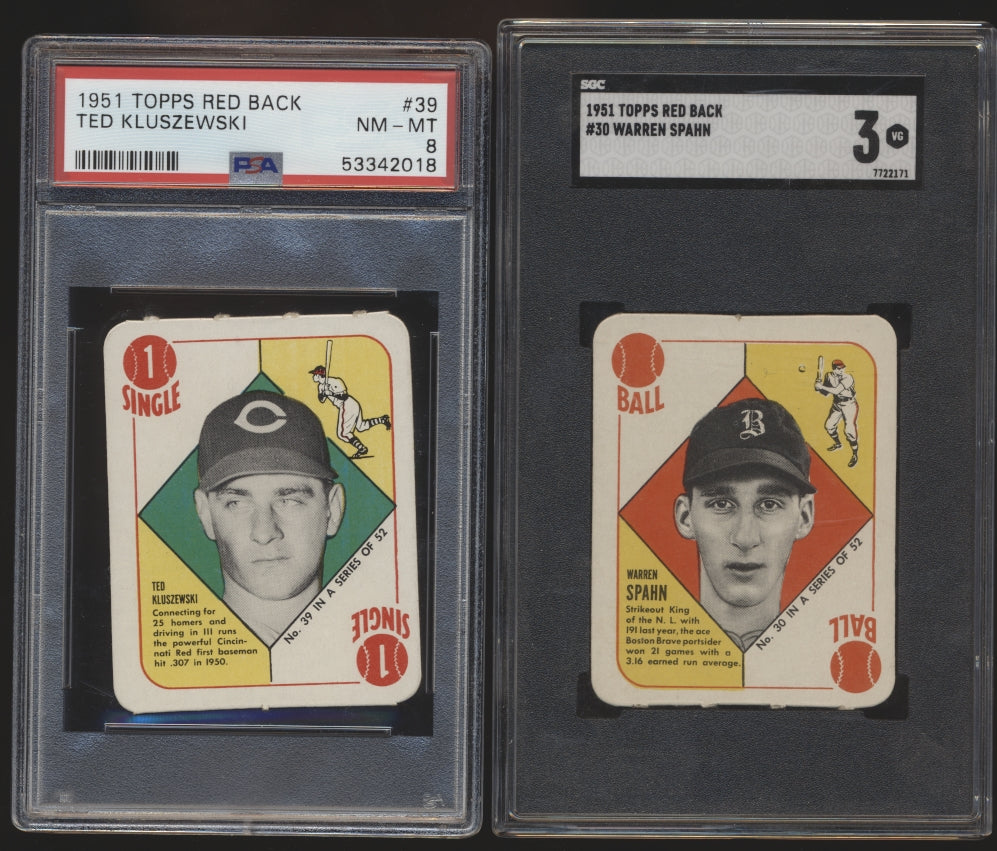 1951 TOPPS RED BACK #39
TED KLUSZEWSKI NM – MT
8
PSA 53342018
1
SINGLE
C
TED
KLUSZEWSKI
Connecting for
25 homers and
driving in 111 runs
the powerful Cincin-
nati Red first baseman
hit .307 in 1950.
No. 39 IN A SERIES OF 52
SINGLE
1
SGC
1951 TOPPS RED BACK
#30 WARREN SPAHN
3 VG
7722171
BALL
B
WARREN
SPAHN
Strikeout King
of the N. L. with
191 last year, the ace
Boston Brave portsider
won 21 games with a
3.16 earned run average.
No. 30 IN A SERIES OF 52
BALL